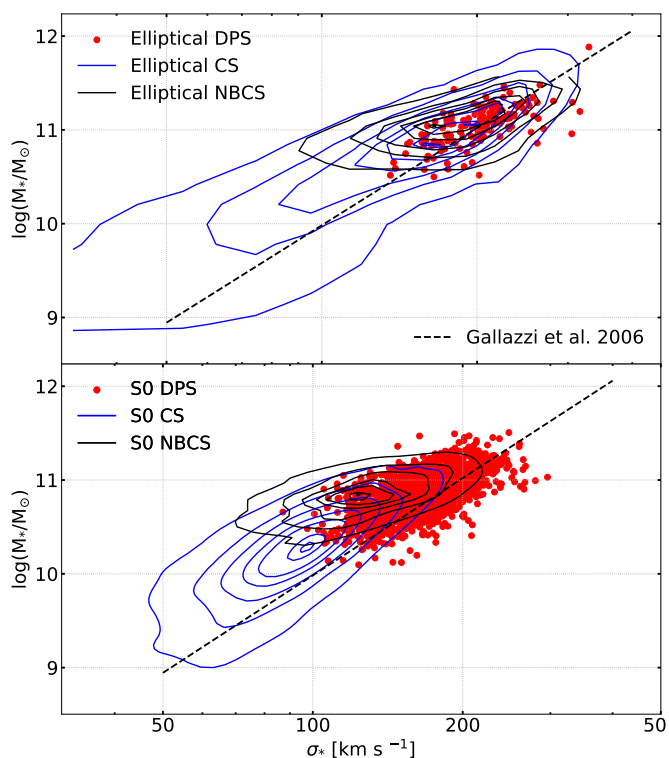 12
11
10
9
log(M*/M⊙)
Elliptical DPS
Elliptical CS
Elliptical NBCS
Gallazzi et al. 2006
12
11
10
9
log(M*/M⊙)
S0 DPS
S0 CS
S0 NBCS
50 100 200 50
σ* [km s −1]